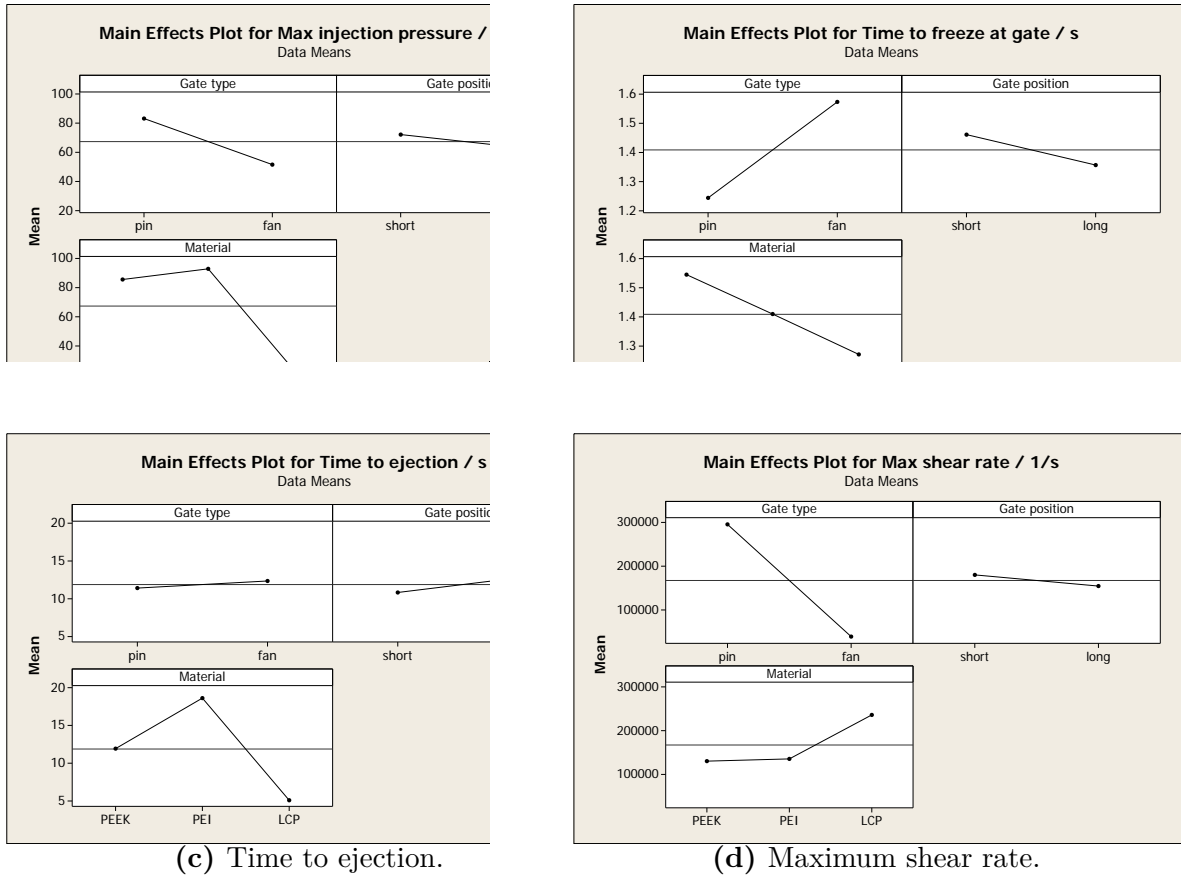 Main Effects Plot for Max injection pressure /
Data Means
Gate type
100
80
60
40
20
pin
fan
short
Mean
Material
100
80
60
40
Main Effects Plot for Time to freeze at gate / s
Data Means
Gate type
Gate position
1.6
1.5
1.4
1.3
1.2
pin
fan
short
long
Mean
Material
1.6
1.5
1.4
1.3
Main Effects Plot for Time to ejection / s
Data Means
Gate type
20
15
10
5
pin
fan
short
Mean
Material
20
15
10
5
PEEK
PEI
LCP
(c) Time to ejection.
Main Effects Plot for Max shear rate / 1/s
Data Means
Gate type
Gate position
300000
200000
100000
pin
fan
short
long
Mean
Material
300000
200000
100000
PEEK
PEI
LCP
(d) Maximum shear rate.